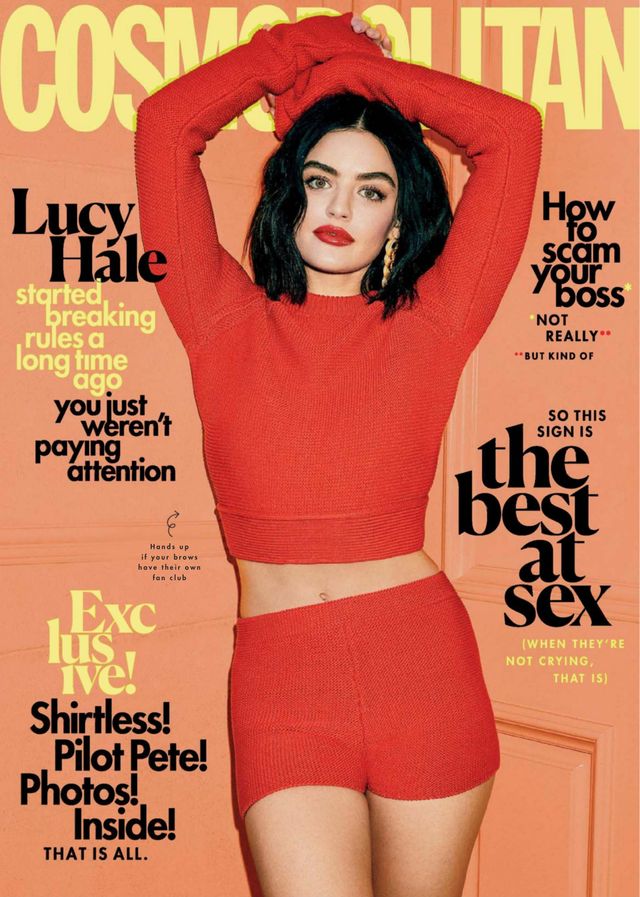 COSMOPOLITAN
Lucy
Hale
started
breaking
rules a
long time
ago
you just
weren't
paying
attention
Hands up
if your brows
have their own
fan club
Exc
lus
ive!
Shirtless!
Pilot Pete!
Photos!
Inside!
THAT IS ALL.
How
to
scam
your
boss*
*NOT
REALLY**
**BUT KIND OF
SO THIS
SIGN IS
the
best
at
sex
(WHEN THEY'RE
NOT CRYING,
THAT IS)